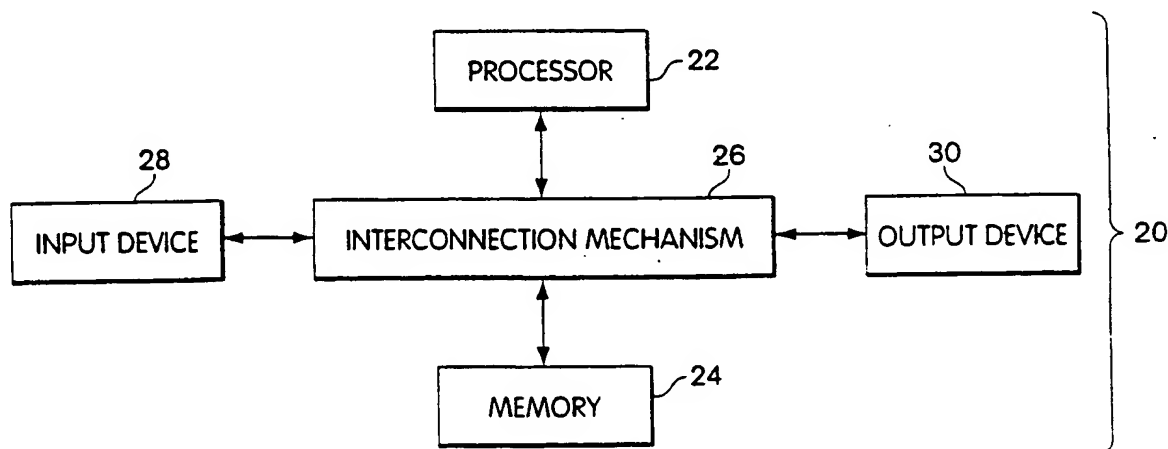 PROCESSOR
22
28
26
30
INPUT DEVICE
INTERCONNECTION MECHANISM
OUTPUT DEVICE
20
24
MEMORY